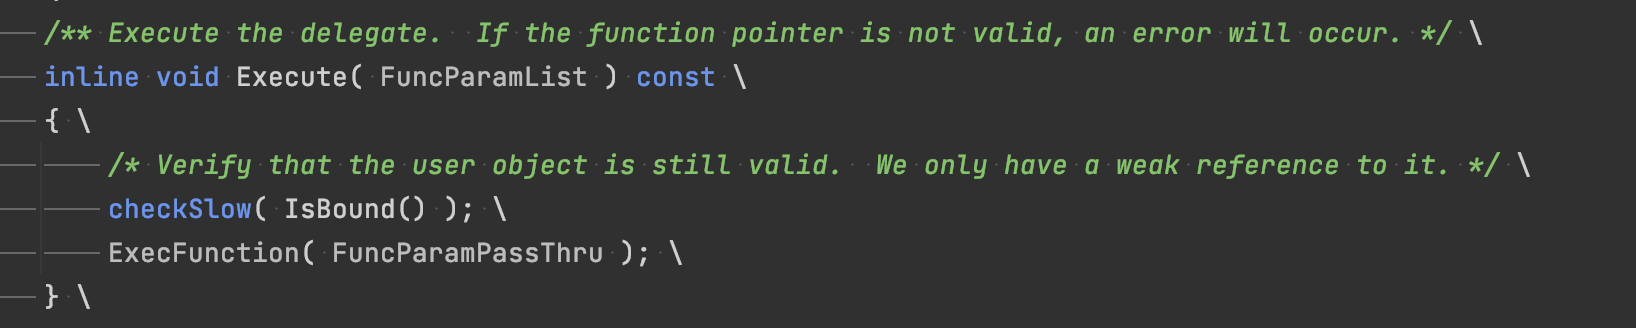 /** Execute the delegate.  If the function pointer is not valid, an error will occur. */ \
inline void Execute( FuncParamList ) const \
{ \
/* Verify that the user object is still valid.  We only have a weak reference to it. */ \
checkSlow( IsBound() ); \
ExecFunction( FuncParamPassThru ); \
} \